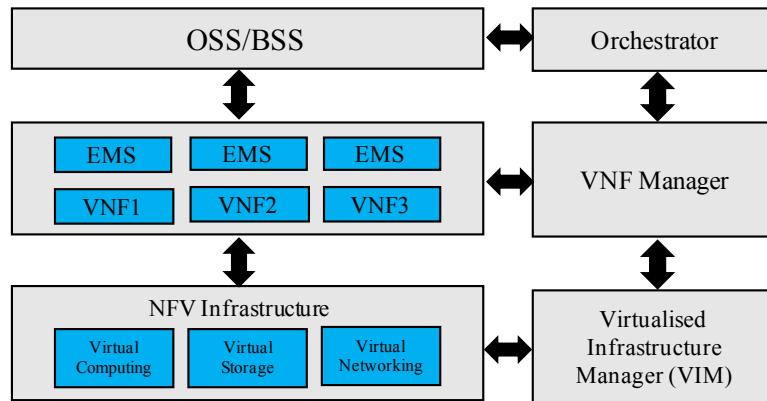 OSS/BSS
Orchestrator
EMS
EMS
EMS
VNF1
VNF2
VNF3
VNF Manager
NFV Infrastructure
Virtual
Computing
Virtual
Storage
Virtual
Networking
Virtualised
Infrastructure
Manager (VIM)